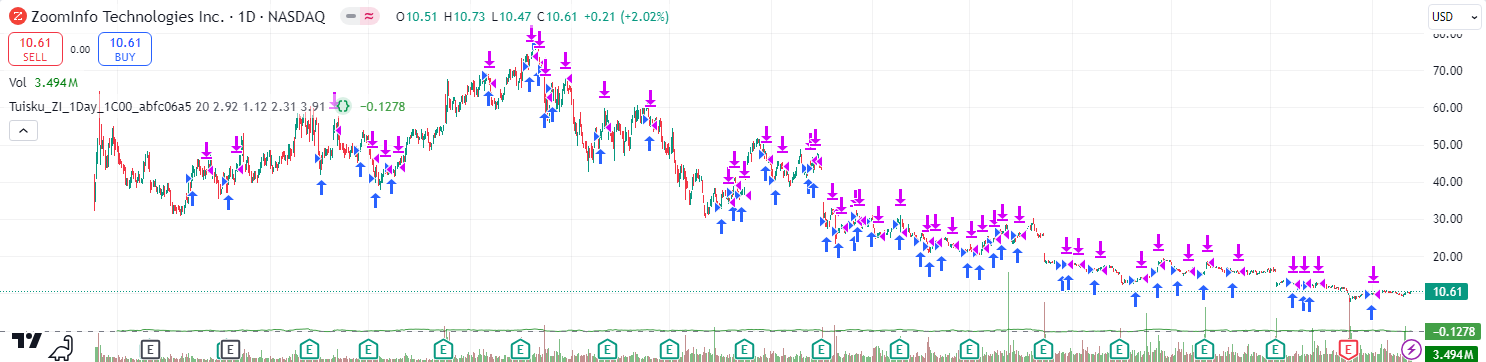 Z ZoomInfo Technologies Inc. · 1D · NASDAQ O10.51 H10.73 L10.47 C10.61 +0.21 (+2.02%)
USD
10.61 SELL 0.00 10.61 BUY
Vol 3.494M
Tuisku_ZI_1Day_1C00_abfc06a5 20 2.92 1.12 2.31 3.91 −0.1278
80.00
70.00
60.00
50.00
40.00
30.00
20.00
10.61
−0.1278
3.494M
E E E E E E E E E E E E E E E E E